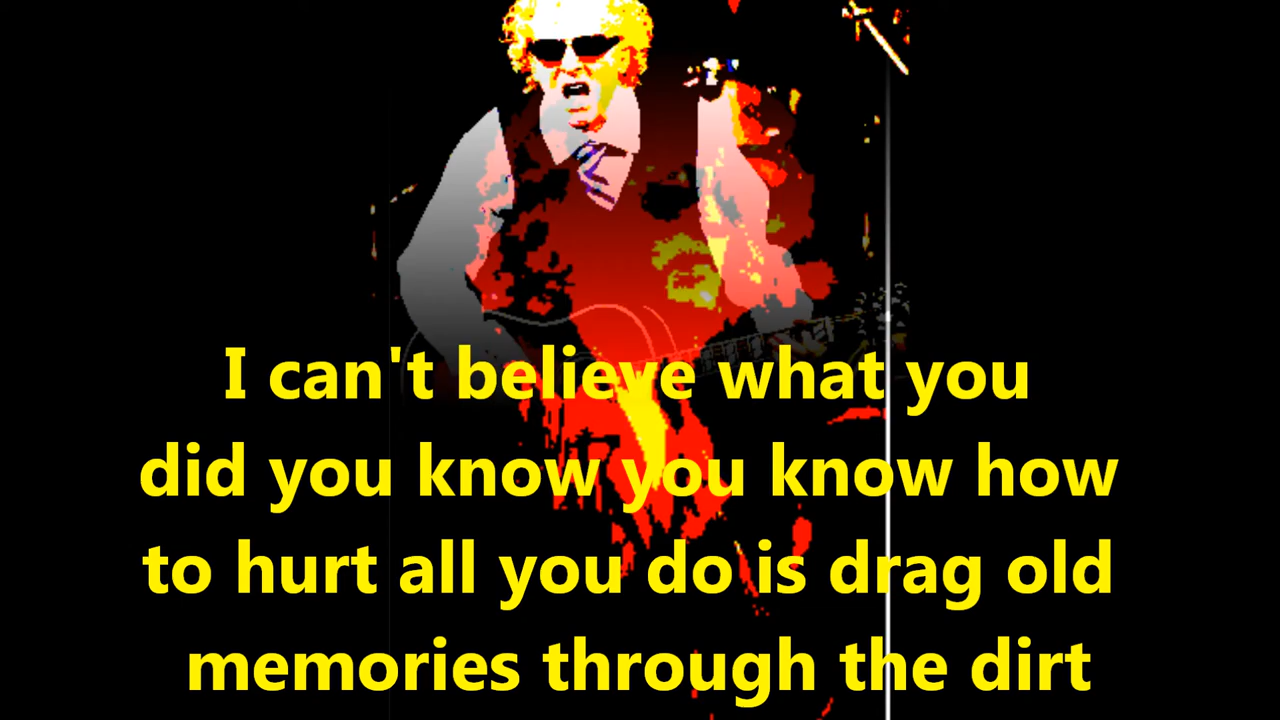 I can't believe what you
did you know you know how
to hurt all you do is drag old
memories through the dirt